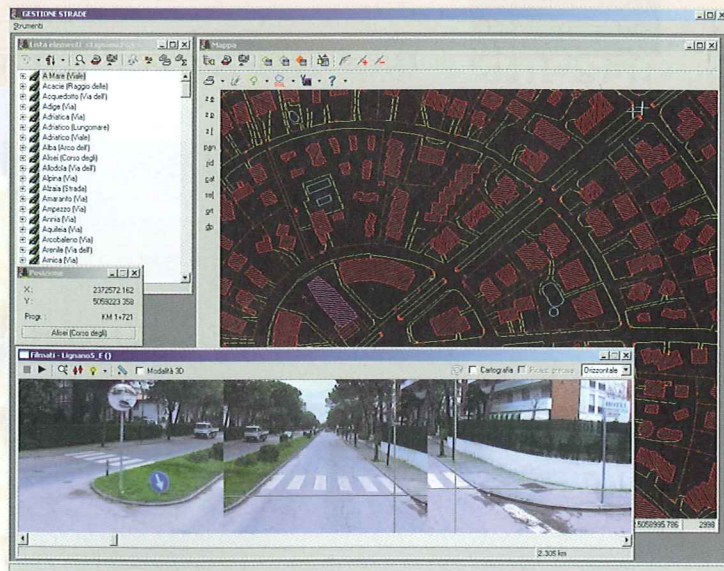 GESTIONE STRADE
Strumenti
Lista elementi
Mappa
A Mare (Viale)
Acacie (Raggio delle)
Acquedotto (Via dell')
Adige (Via)
Adriatica (Via)
Adriatico (Lungomare)
Adriatico (Viale)
Alba (Arco dell')
Alisei (Corso degli)
Allodola (Via dell')
Alpina (Via)
Alzaia (Strada)
Amaranto (Via)
Ampezzo (Via)
Annia (Via)
Aquileia (Via)
Arcobaleno (Via)
Arenile (Via dell')
Arnica (Via)
Posizione
X: 2372572.162
Y: 5059223.358
Progr.: KM 1+721
Alisei (Corso degli)
Filmati - LignanoS_E ()
Modalità 3D
Cartografia
Orizzontale
2.5058995.786
2998
2.305 km